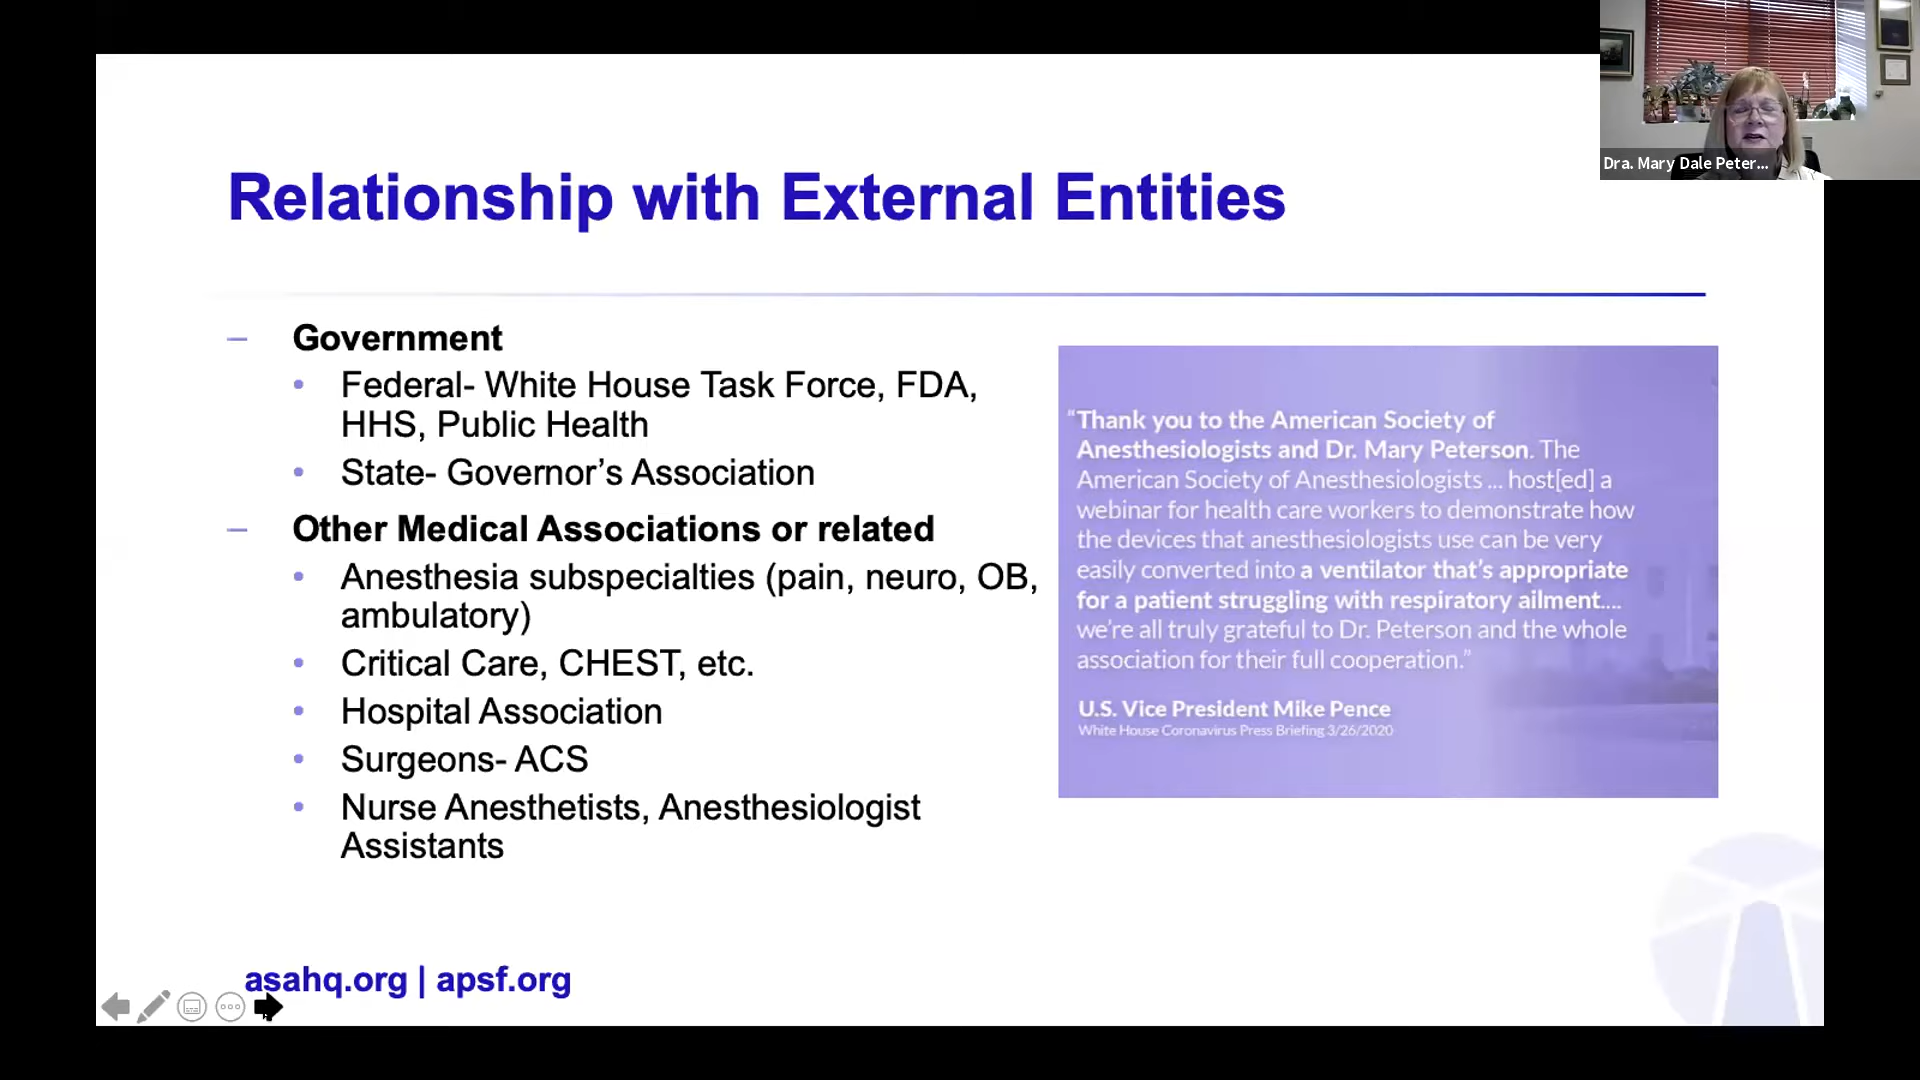 Dra. Mary Dale Peter...
Relationship with External Entities
– Government
• Federal- White House Task Force, FDA,
HHS, Public Health
• State- Governor’s Association
– Other Medical Associations or related
• Anesthesia subspecialties (pain, neuro, OB,
ambulatory)
• Critical Care, CHEST, etc.
• Hospital Association
• Surgeons- ACS
• Nurse Anesthetists, Anesthesiologist
Assistants
“Thank you to the American Society of
Anesthesiologists and Dr. Mary Peterson. The
American Society of Anesthesiologists ... host[ed] a
webinar for health care workers to demonstrate how
the devices that anesthesiologists use can be very
easily converted into a ventilator that’s appropriate
for a patient struggling with respiratory ailment....
we’re all truly grateful to Dr. Peterson and the whole
association for their full cooperation.”
U.S. Vice President Mike Pence
White House Coronavirus Press Briefing 3/26/2020
asahq.org | apsf.org